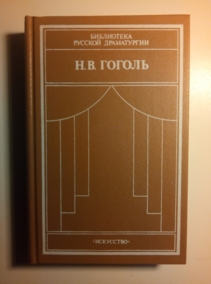 БИБЛИОТЕКА
РУССКОЙ ДРАМАТУРГИИ
Н.В. ГОГОЛЬ
«ИСКУССТВО»